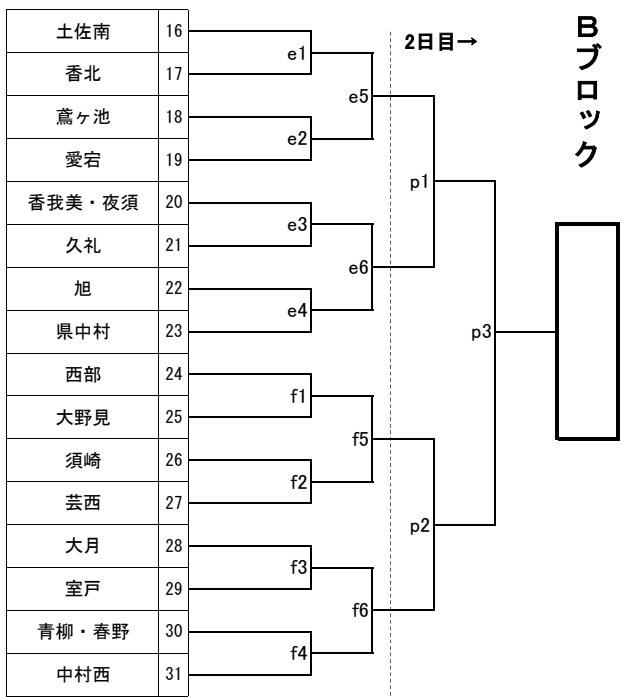 Bブロック
2日目→
土佐南 16
香北 17
鳶ヶ池 18
愛宕 19
香我美・夜須 20
久礼 21
旭 22
県中村 23
西部 24
大野見 25
須崎 26
芸西 27
大月 28
室戸 29
青柳・春野 30
中村西 31
e1
e2
e3
e4
f1
f2
f3
f4
e5
e6
f5
f6
p1
p2
p3